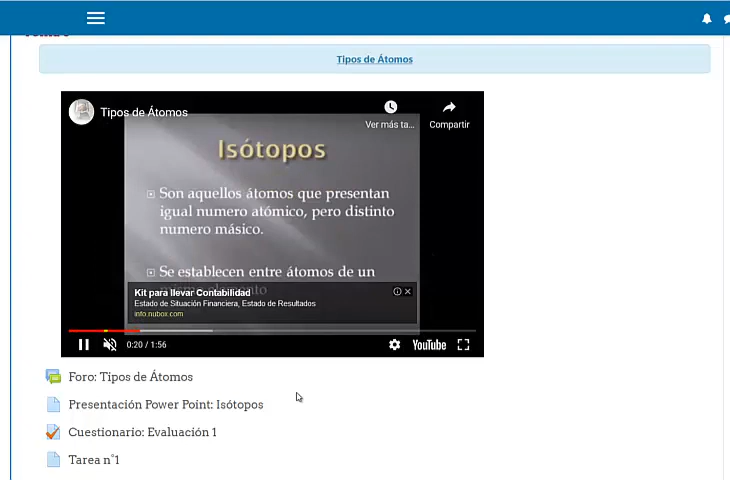 Tipos de Átomos
Tipos de Átomos
Ver más ta...
Compartir
Isótopos
Son aquellos átomos que presentan
igual numero atómico, pero distinto
numero másico.
Se establecen entre átomos de un
Kit para llevar Contabilidad
Estado de Situación Financiera, Estado de Resultados
info.nubox.com
0:20 / 1:56
YouTube
Foro: Tipos de Átomos
Presentación Power Point: Isótopos
Cuestionario: Evaluación 1
Tarea n°1